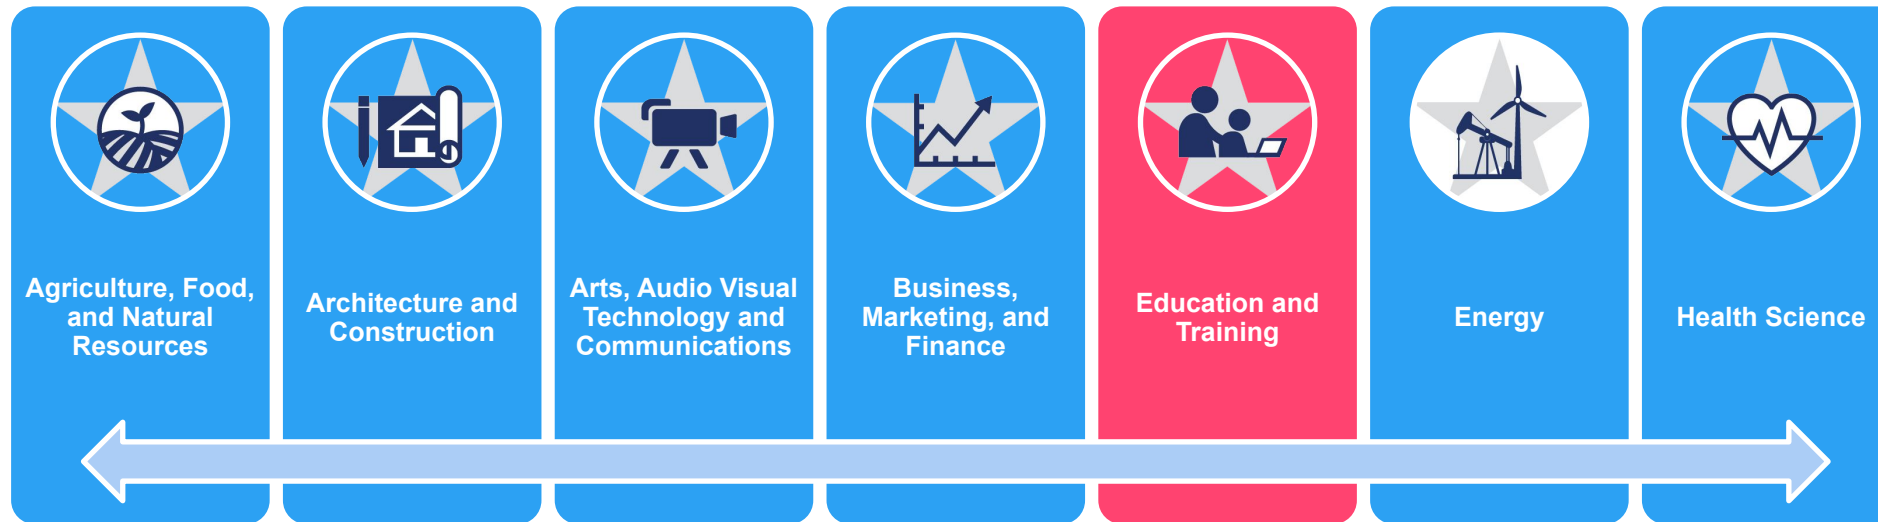 Agriculture, Food,
and Natural
Resources
Architecture and
Construction
Arts, Audio Visual
Technology and
Communications
Business,
Marketing, and
Finance
Education and
Training
Energy
Health Science